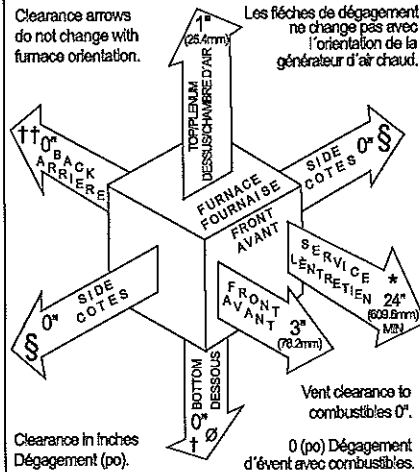 Clearance arrows
do not change with
furnace orientation.
Les fléches de dégagement
ne change pas avec
l'orientation de la
générateur d'air chaud.
1"
(25.4mm)
TOP/PLENUM
DESSUS/CHAMBRE D'AIR
††0"
BACK
ARRIERE
SIDE
COTES
0" §
FURNACE
FOURNAISE
FRONT
AVANT
SERVICE
L'ENTRETIEN
*
24"
(609.6mm)
MIN
§ 0"
SIDE
COTES
FRONT
AVANT
3"
(76.2mm)
BOTTOM
DESSOUS
0"
† Ø
Vent clearance to
combustibles 0".
Clearance in inches
Dégagement (po).
0 (po) Dégagement
d'évent avec combustibles.